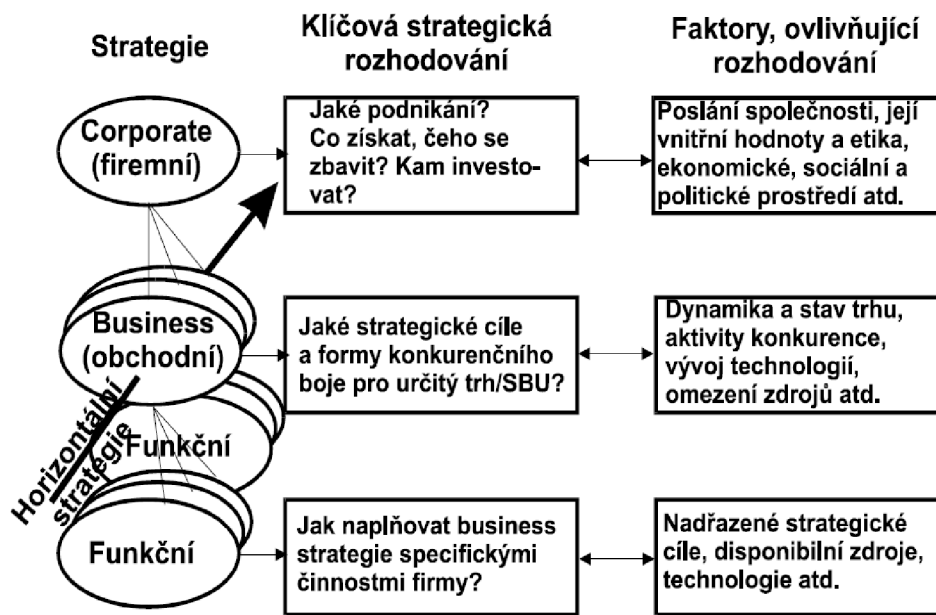 Strategie
Klíčová strategická
rozhodování
Faktory, ovlivňující
rozhodování
Corporate
(firemní)
Jaké podnikání?
Co získat, čeho se
zbavit? Kam investo-
vat?
Poslání společnosti, její
vnitřní hodnoty a etika,
ekonomické, sociální a
politické prostředí atd.
Business
(obchodní)
Jaké strategické cíle
a formy konkurenčního
boje pro určitý trh/SBU?
Dynamika a stav trhu,
aktivity konkurence,
vývoj technologií,
omezení zdrojů atd.
Horizontální
strategie
Funkční
Funkční
Jak naplňovat business
strategie specifickými
činnostmi firmy?
Nadřazené strategické
cíle, disponibilní zdroje,
technologie atd.